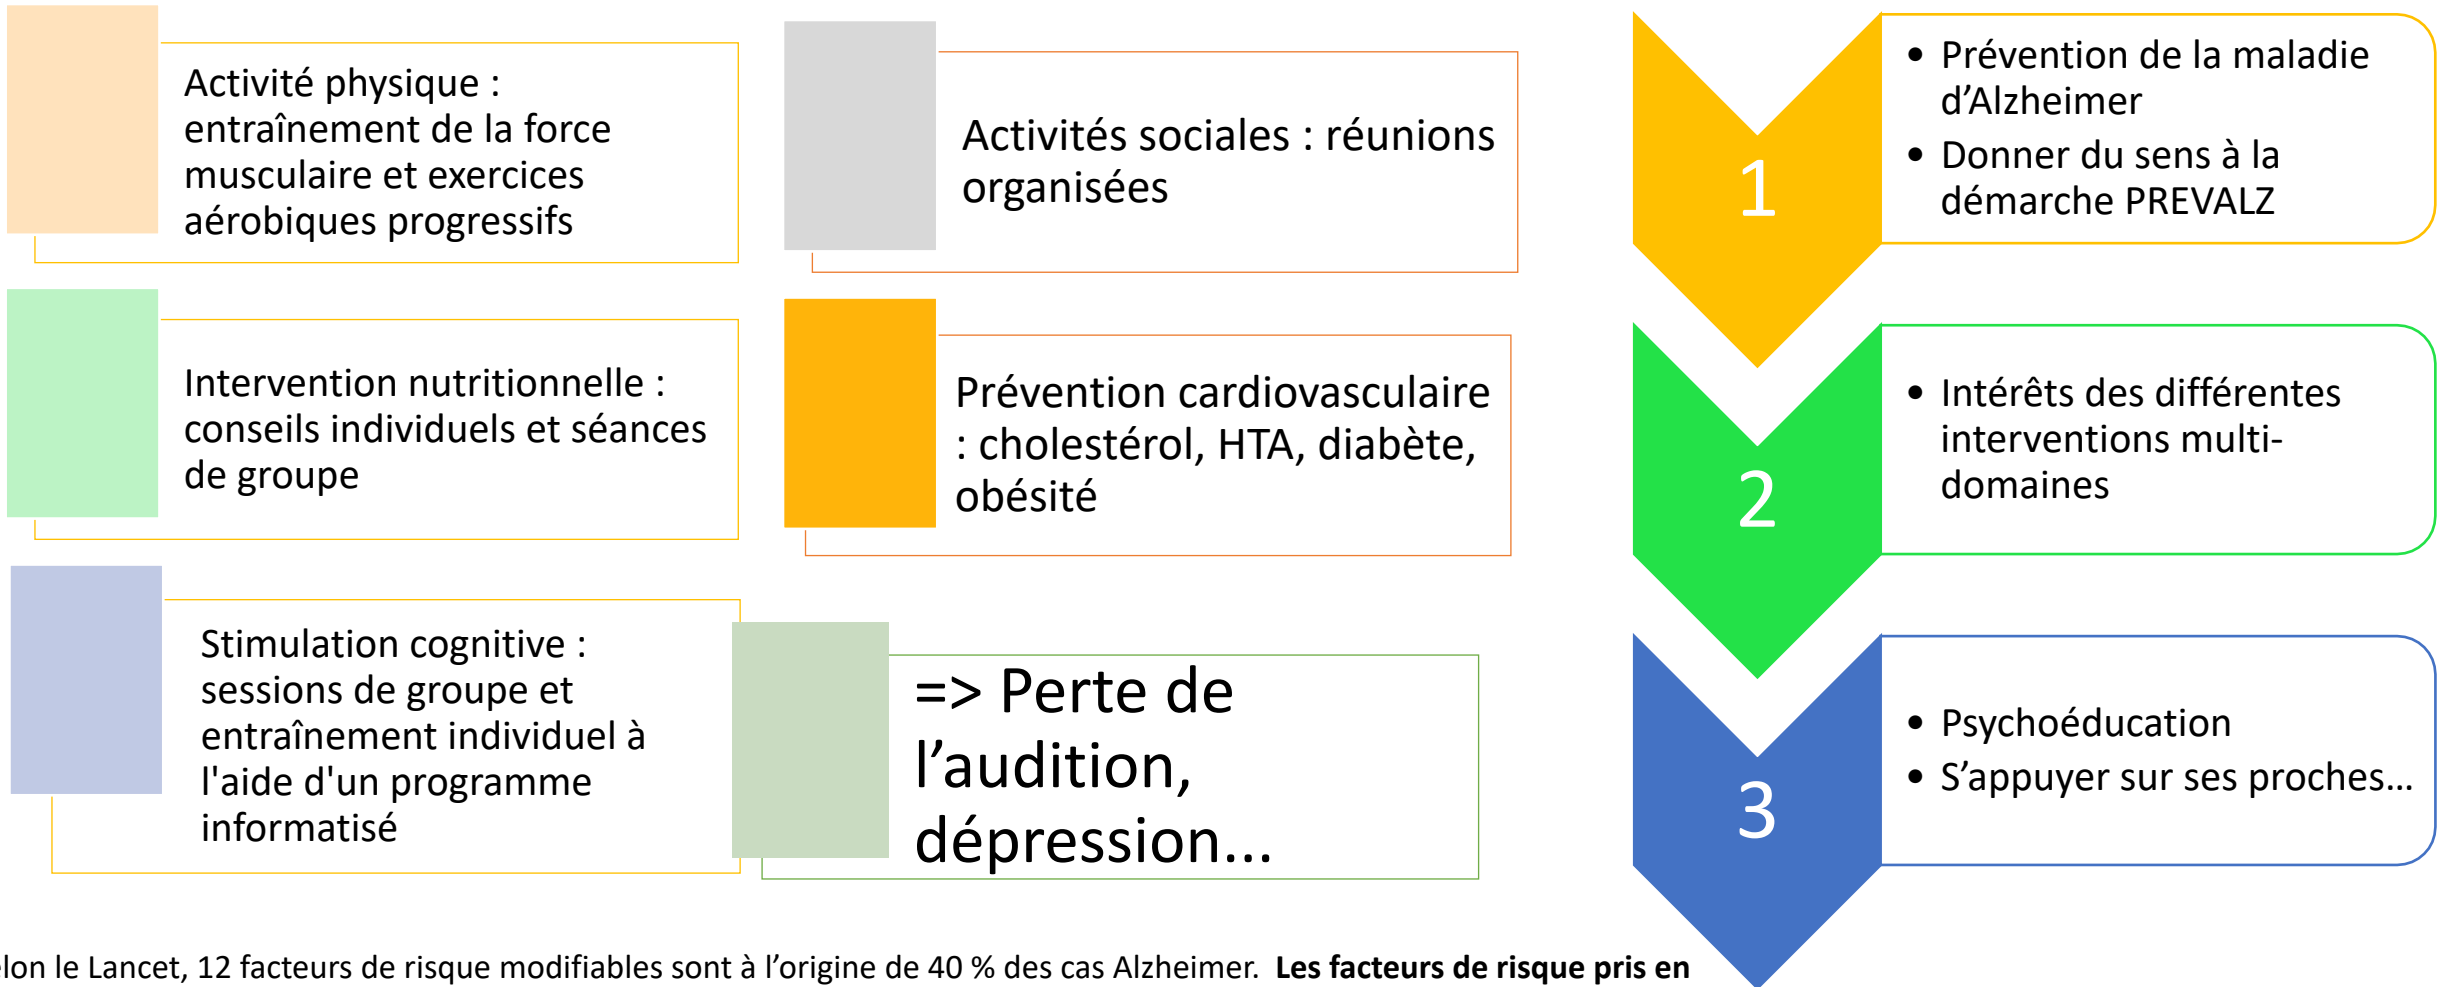 Activité physique :
entraînement de la force
musculaire et exercices
aérobiques progressifs
Activités sociales : réunions
organisées
Intervention nutritionnelle :
conseils individuels et séances
de groupe
Prévention cardiovasculaire
: cholestérol, HTA, diabète,
obésité
Stimulation cognitive :
sessions de groupe et
entraînement individuel à
l'aide d'un programme
informatisé
=> Perte de
l’audition,
dépression...
1
• Prévention de la maladie
d’Alzheimer
• Donner du sens à la
démarche PREVALZ
2
• Intérêts des différentes
interventions multi-
domaines
3
• Psychoéducation
• S’appuyer sur ses proches…
elon le Lancet, 12 facteurs de risque modifiables sont à l’origine de 40 % des cas Alzheimer. Les facteurs de risque pris en